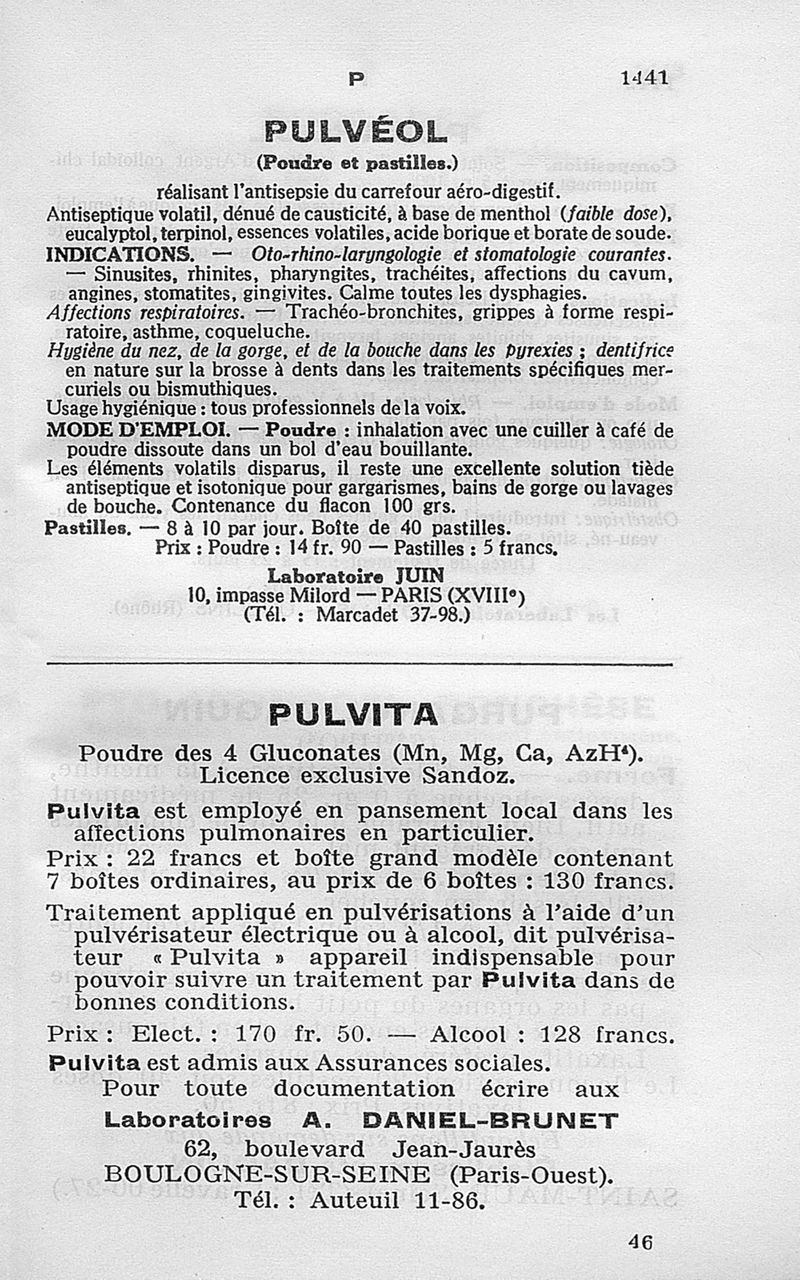 P 1441
PULVÉOL
(Poudre et pastilles.)
réalisant l'antisepsie du carrefour aéro-digestif.
Antiseptique volatil, dénué de causticité, à base de menthol (faible dose),
eucalyptol, terpinol, essences volatiles, acide borique et borate de soude.
INDICATIONS. — Oto-rhino-laryngologie et stomatologie courantes.
— Sinusites, rhinites, pharyngites, trachéites, affections du cavum,
angines, stomatites, gingivites. Calme toutes les dysphagies.
Affections respiratoires. — Trachéo-bronchites, grippes à forme respi-
ratoire, asthme, coqueluche.
Hygiène du nez, de la gorge, et de la bouche dans les pyrexies ; dentifrice
en nature sur la brosse à dents dans les traitements spécifiques mer-
curiels ou bismuthiques.
Usage hygiénique : tous professionnels de la voix.
MODE D'EMPLOI. — Poudre : inhalation avec une cuiller à café de
poudre dissoute dans un bol d'eau bouillante.
Les éléments volatils disparus, il reste une excellente solution tiède
antiseptique et isotonique pour gargarismes, bains de gorge ou lavages
de bouche. Contenance du flacon 100 grs.
Pastilles. — 8 à 10 par jour. Boîte de 40 pastilles.
Prix : Poudre : 14 fr. 90 — Pastilles : 5 francs.
Laboratoire JUIN
10, impasse Milord — PARIS (XVIIIe)
(Tél. : Marcadet 37-98.)
PULVITA
Poudre des 4 Gluconates (Mn, Mg, Ca, AzH⁴).
Licence exclusive Sandoz.
Pulvita est employé en pansement local dans les
affections pulmonaires en particulier.
Prix : 22 francs et boîte grand modèle contenant
7 boîtes ordinaires, au prix de 6 boîtes : 130 francs.
Traitement appliqué en pulvérisations à l'aide d'un
pulvérisateur électrique ou à alcool, dit pulvérisa-
teur « Pulvita » appareil indispensable pour
pouvoir suivre un traitement par Pulvita dans de
bonnes conditions.
Prix : Elect. : 170 fr. 50. — Alcool : 128 francs.
Pulvita est admis aux Assurances sociales.
Pour toute documentation écrire aux
Laboratoires A. DANIEL-BRUNET
62, boulevard Jean-Jaurès
BOULOGNE-SUR-SEINE (Paris-Ouest).
Tél. : Auteuil 11-86.
46